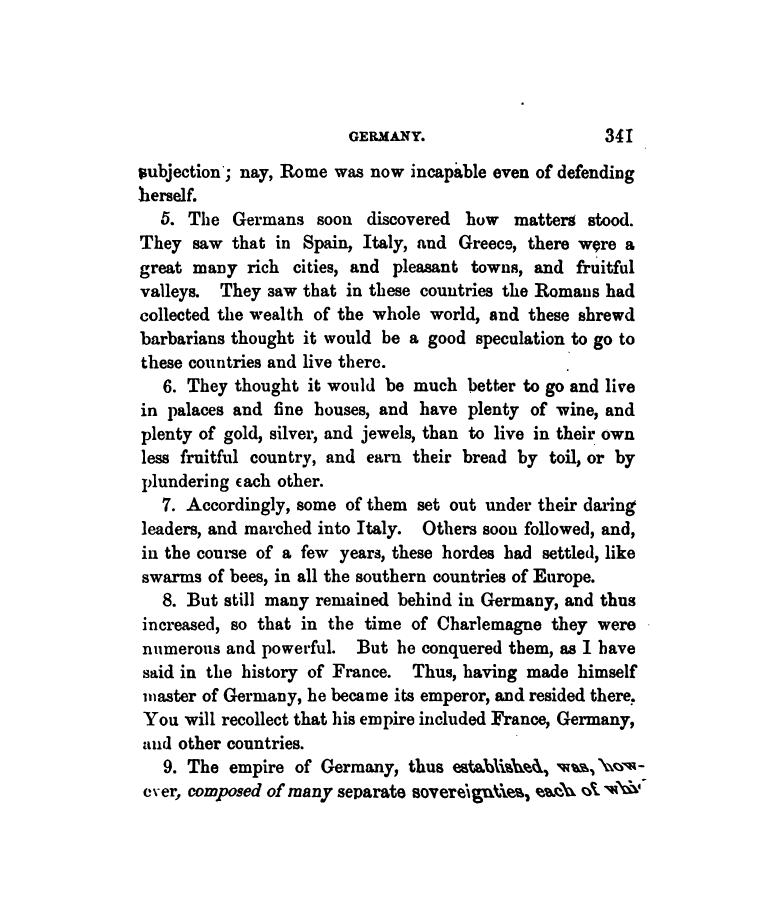 GERMANY. 341
subjection; nay, Rome was now incapable even of defending
herself.
5. The Germans soon discovered how matters stood.
They saw that in Spain, Italy, and Greece, there were a
great many rich cities, and pleasant towns, and fruitful
valleys. They saw that in these countries the Romans had
collected the wealth of the whole world, and these shrewd
barbarians thought it would be a good speculation to go to
these countries and live there.
6. They thought it would be much better to go and live
in palaces and fine houses, and have plenty of wine, and
plenty of gold, silver, and jewels, than to live in their own
less fruitful country, and earn their bread by toil, or by
plundering each other.
7. Accordingly, some of them set out under their daring
leaders, and marched into Italy. Others soon followed, and,
in the course of a few years, these hordes had settled, like
swarms of bees, in all the southern countries of Europe.
8. But still many remained behind in Germany, and thus
increased, so that in the time of Charlemagne they were
numerous and powerful. But he conquered them, as I have
said in the history of France. Thus, having made himself
master of Germany, he became its emperor, and resided there.
You will recollect that his empire included France, Germany,
and other countries.
9. The empire of Germany, thus established, was, how-
ever, composed of many separate sovereignties, each of